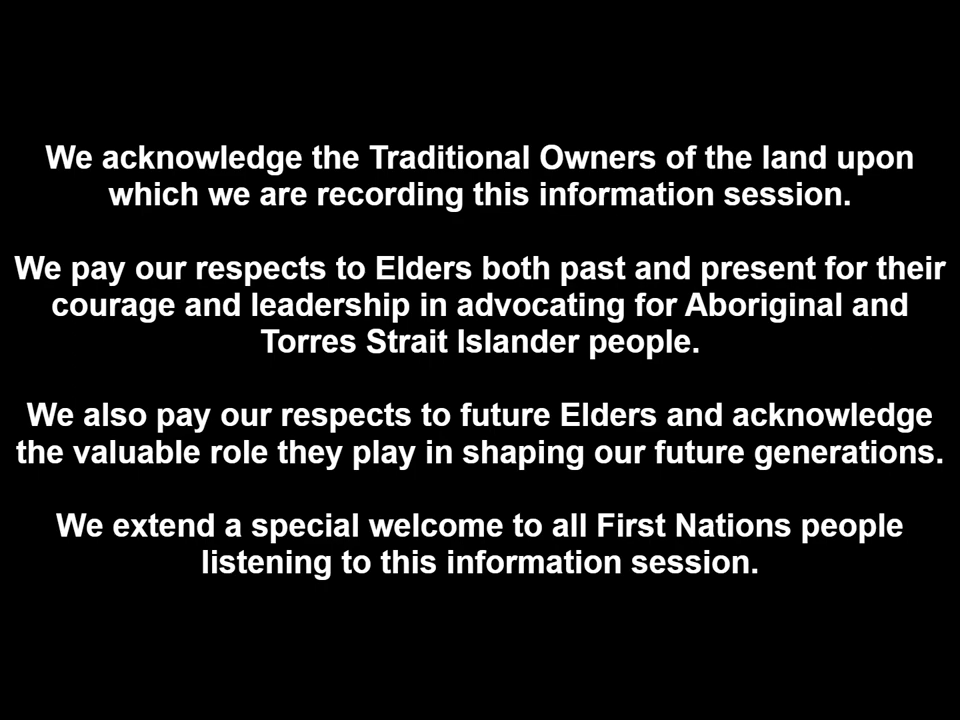 We acknowledge the Traditional Owners of the land upon
which we are recording this information session.
We pay our respects to Elders both past and present for their
courage and leadership in advocating for Aboriginal and
Torres Strait Islander people.
We also pay our respects to future Elders and acknowledge
the valuable role they play in shaping our future generations.
We extend a special welcome to all First Nations people
listening to this information session.